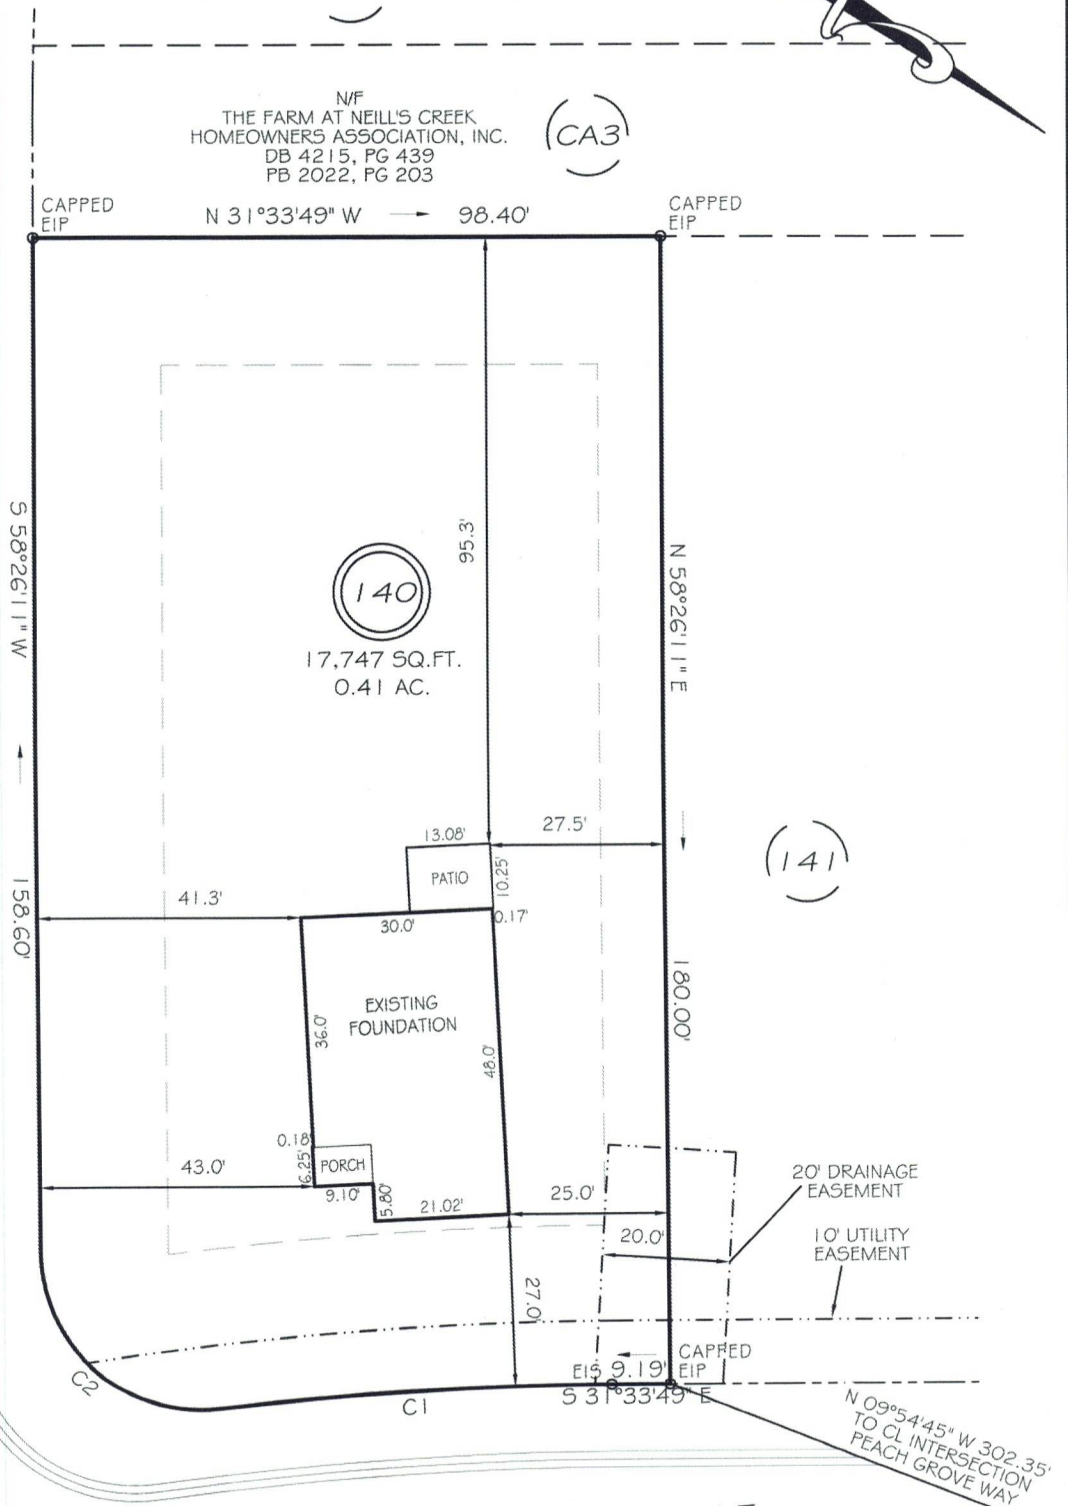 N/F
THE FARM AT NEILL'S CREEK
HOMEOWNERS ASSOCIATION, INC.
DB 4215, PG 439
PB 2022, PG 203
CA3
CAPPED
EIP
N 31°33'49" W
98.40'
CAPPED
EIP
S 58°26'11" W
158.60'
95.3'
N 58°26'11" E
180.00'
140
17,747 SQ.FT.
0.41 AC.
13.08'
27.5'
PATIO
10.25'
141
41.3'
30.0'
0.17'
EXISTING
FOUNDATION
36.0'
48.0'
0.18'
6.25'
PORCH
43.0'
9.10'
5.80'
21.02'
25.0'
20' DRAINAGE
EASEMENT
20.0'
10' UTILITY
EASEMENT
27.0'
CAPPED
EIP
EIS
9.19'
S 31°33'49" E
C2
C1
N 09°54'45" W 302.35'
TO CL INTERSECTION
PEACH GROVE WAY